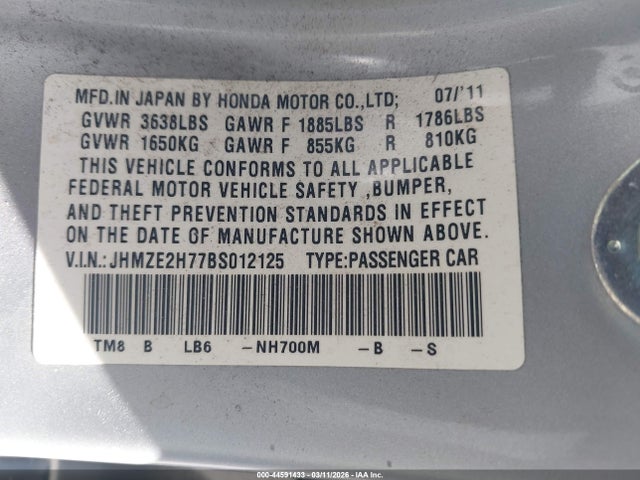 MFD.IN JAPAN BY HONDA MOTOR CO.,LTD; 07/'11
GVWR 3638LBS GAWR F 1885LBS R 1786LBS
GVWR 1650KG GAWR F 855KG R 810KG
THIS VEHICLE CONFORMS TO ALL APPLICABLE
FEDERAL MOTOR VEHICLE SAFETY ,BUMPER,
AND THEFT PREVENTION STANDARDS IN EFFECT
ON THE DATE OF MANUFACTURE SHOWN ABOVE.
V.I.N.:JHMZE2H77BS012125 TYPE:PASSENGER CAR
TM8 B LB6 -NH700M -B -S
000-44591433 - 03/11/2026 - IAA Inc.